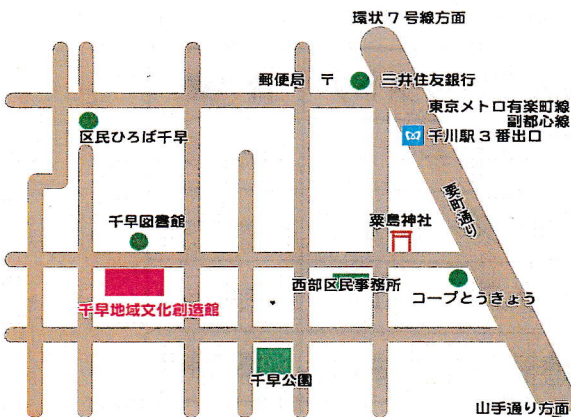 環状7号線方面
郵便局 〒
三井住友銀行
東京メトロ有楽町線
副都心線
千川駅3番出口
区民ひろば千早
要町通り
千早図書館
粟島神社
西部区民事務所
コープとうきょう
千早地域文化創造館
千早公園
山手通り方面